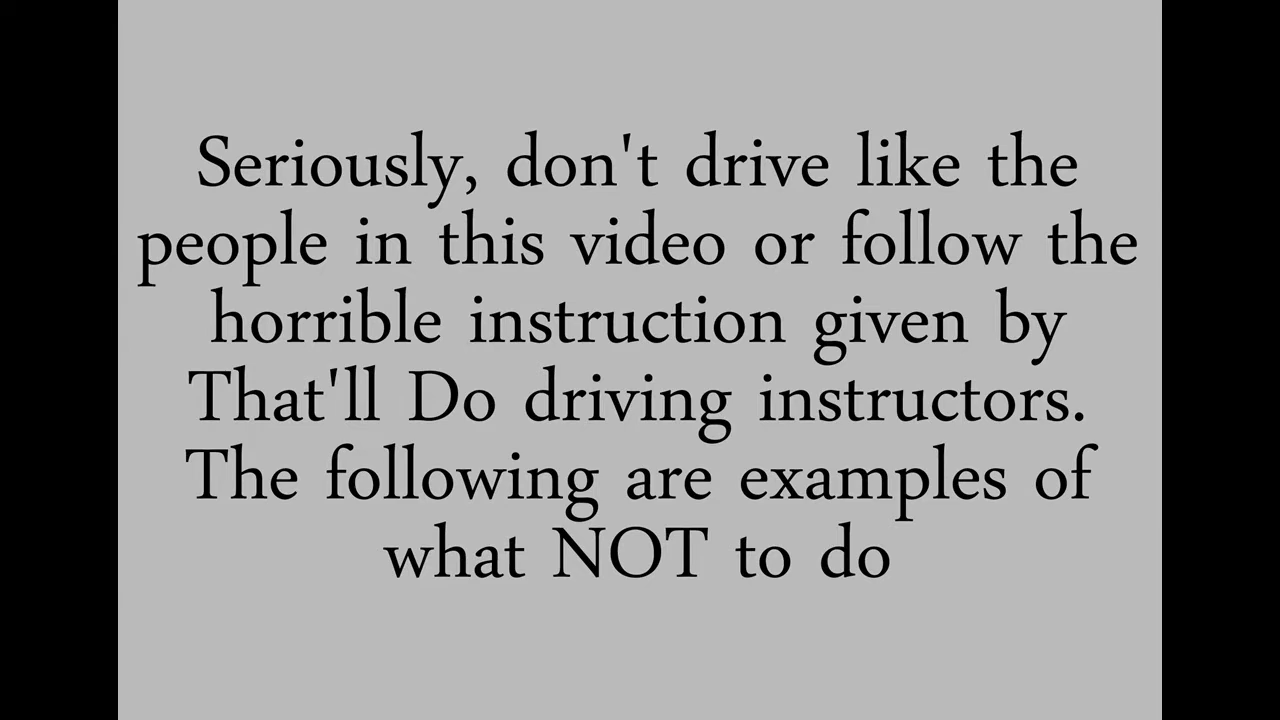 Seriously, don't drive like the
people in this video or follow the
horrible instruction given by
That'll Do driving instructors.
The following are examples of
what NOT to do